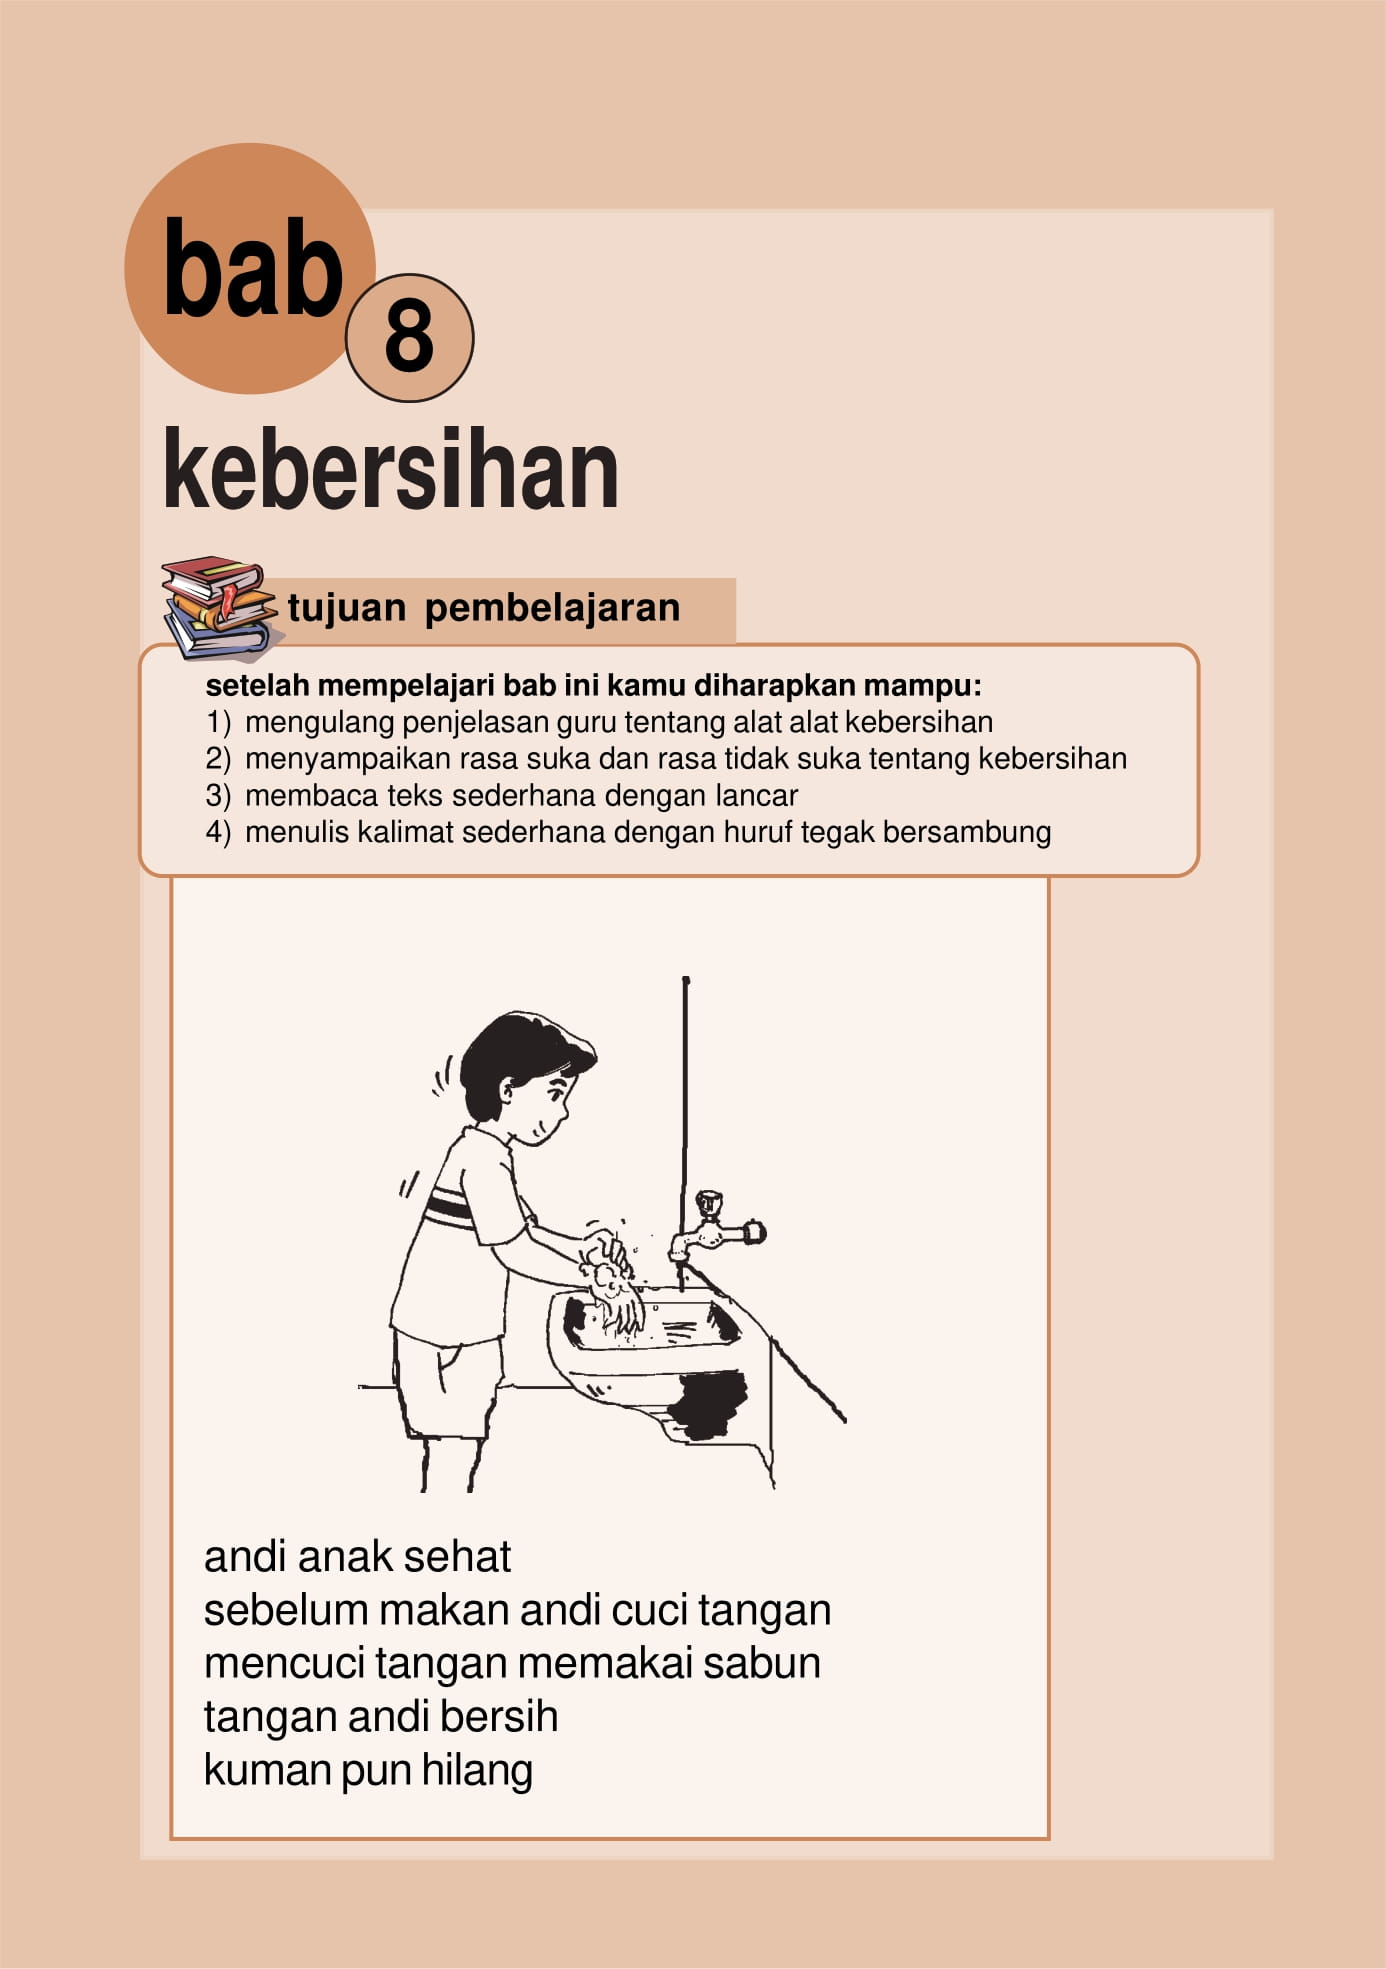 bab
8
kebersihan
tujuan pembelajaran
setelah mempelajari bab ini kamu diharapkan mampu:
1) mengulang penjelasan guru tentang alat alat kebersihan
2) menyampaikan rasa suka dan rasa tidak suka tentang kebersihan
3) membaca teks sederhana dengan lancar
4) menulis kalimat sederhana dengan huruf tegak bersambung
andi anak sehat
sebelum makan andi cuci tangan
mencuci tangan memakai sabun
tangan andi bersih
kuman pun hilang